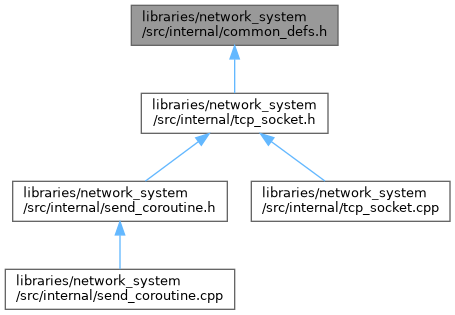 libraries/network_system
/src/internal/common_defs.h
libraries/network_system
/src/internal/tcp_socket.h
libraries/network_system
/src/internal/send_coroutine.h
libraries/network_system
/src/internal/tcp_socket.cpp
libraries/network_system
/src/internal/send_coroutine.cpp